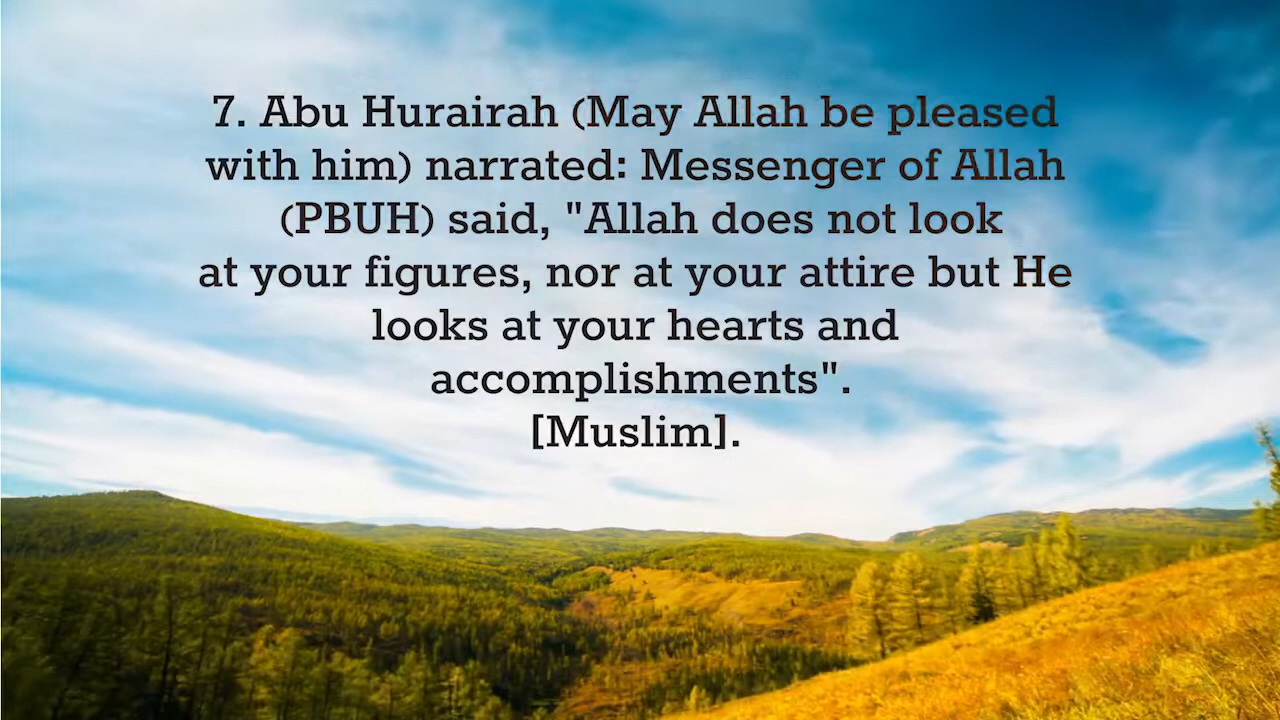 7. Abu Hurairah (May Allah be pleased
with him) narrated: Messenger of Allah
(PBUH) said, "Allah does not look
at your figures, nor at your attire but He
looks at your hearts and
accomplishments".
[Muslim].